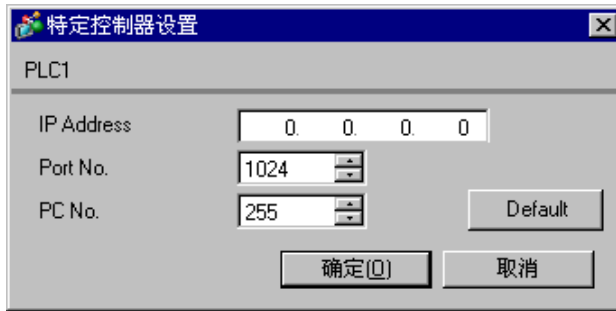 特定控制器设置
PLC1
IP Address 0. 0. 0. 0
Port No. 1024
PC No. 255 Default
确定(O) 取消